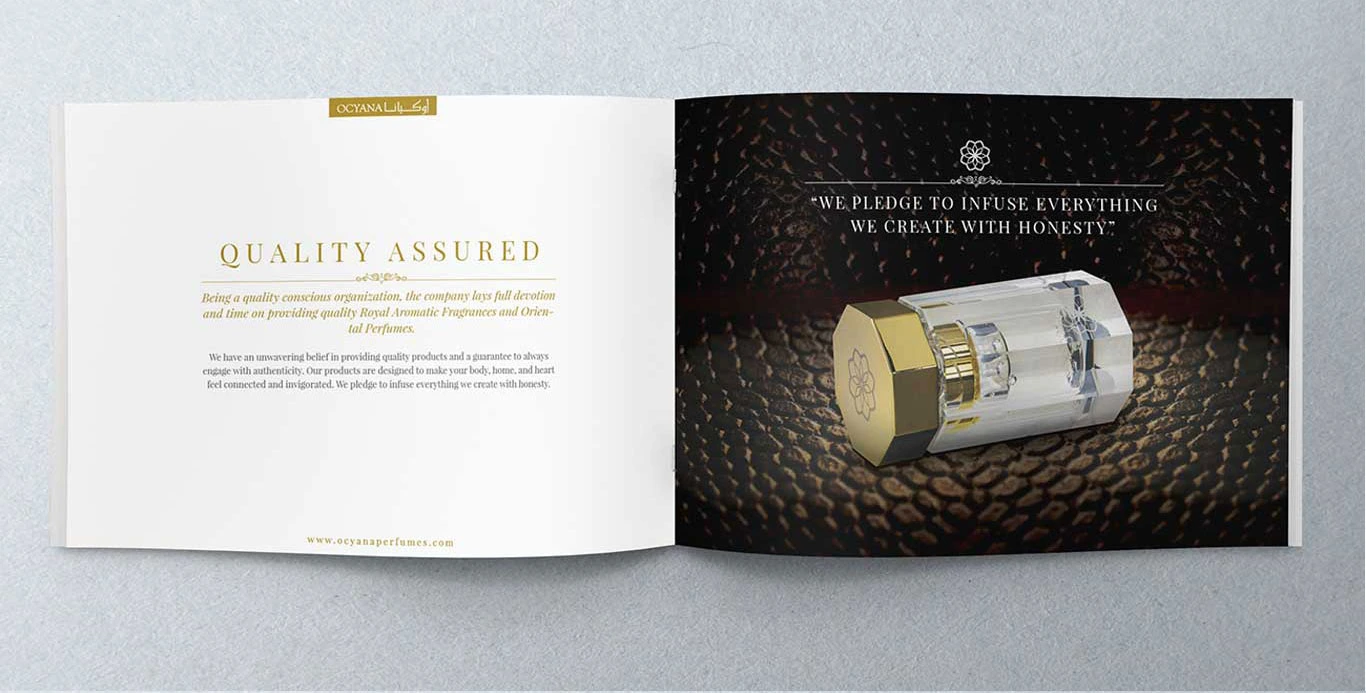 OCYANA أوكيانا
QUALITY ASSURED
Being a quality conscious organization, the company lays full devotion
and time on providing quality Royal Aromatic Fragrances and Orien-
tal Perfumes.
We have an unwavering belief in providing quality products and a guarantee to always
engage with authenticity. Our products are designed to make your body, home, and heart
feel connected and invigorated. We pledge to infuse everything we create with honesty.
www.ocyanaperfumes.com
“WE PLEDGE TO INFUSE EVERYTHING
WE CREATE WITH HONESTY”